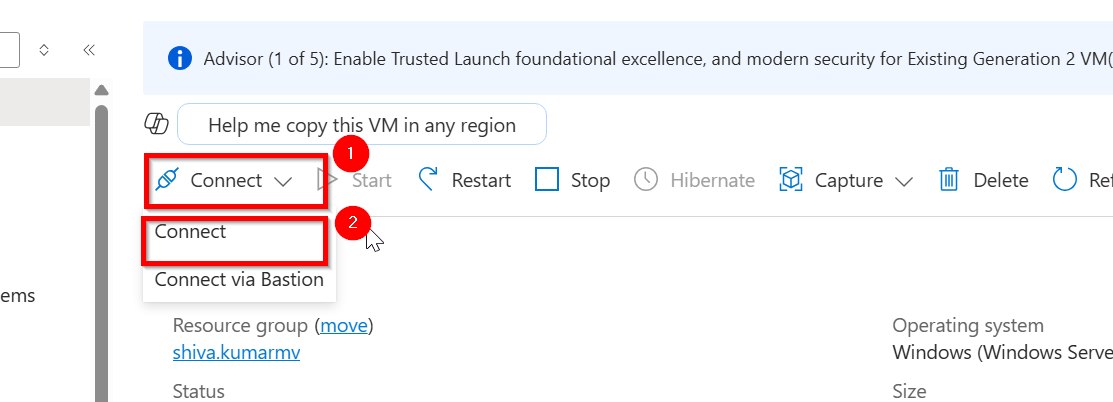 Advisor (1 of 5): Enable Trusted Launch foundational excellence, and modern security for Existing Generation 2 VM(
Help me copy this VM in any region
1
Connect Start Restart Stop Hibernate Capture Delete Ref
2
Connect
Connect via Bastion
ems
Resource group (move) Operating system
shiva.kumarmv Windows (Windows Serve
Status Size